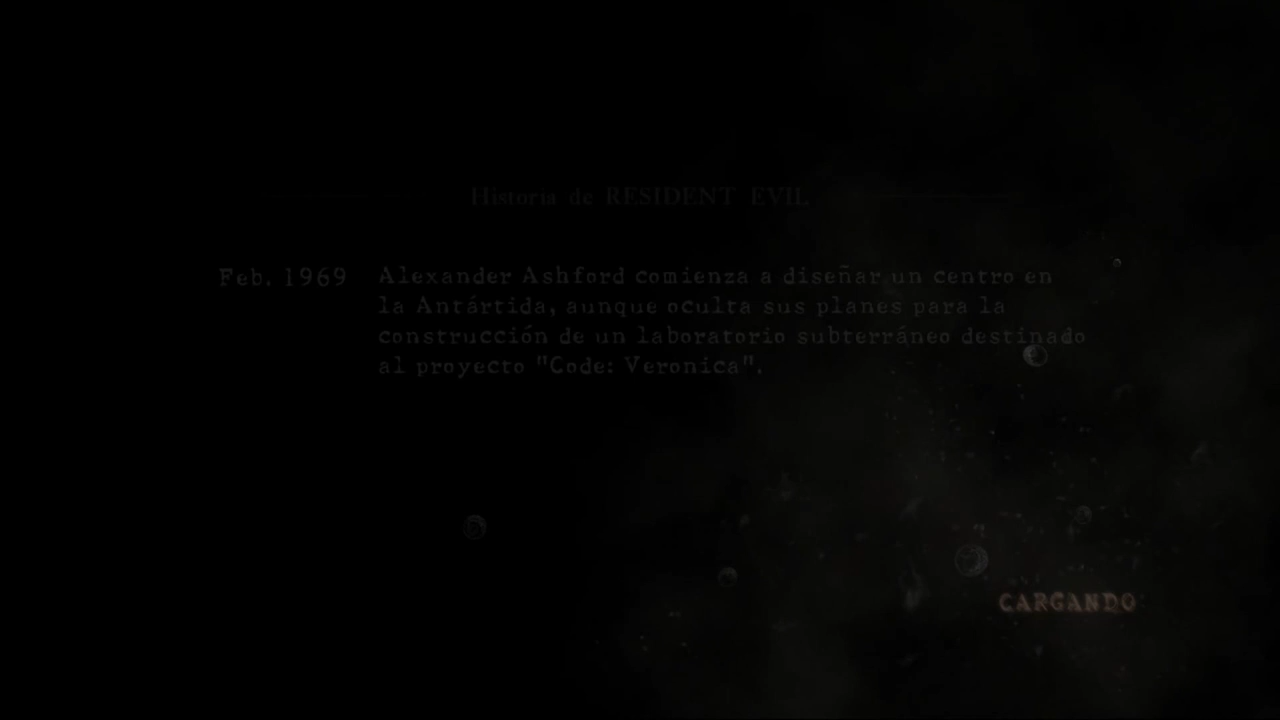 Historia de RESIDENT EVIL
Feb. 1969 Alexander Ashford comienza a diseñar un centro en
la Antártida, aunque oculta sus planes para la
construcción de un laboratorio subterráneo destinado
al proyecto "Code: Veronica".
CARGANDO